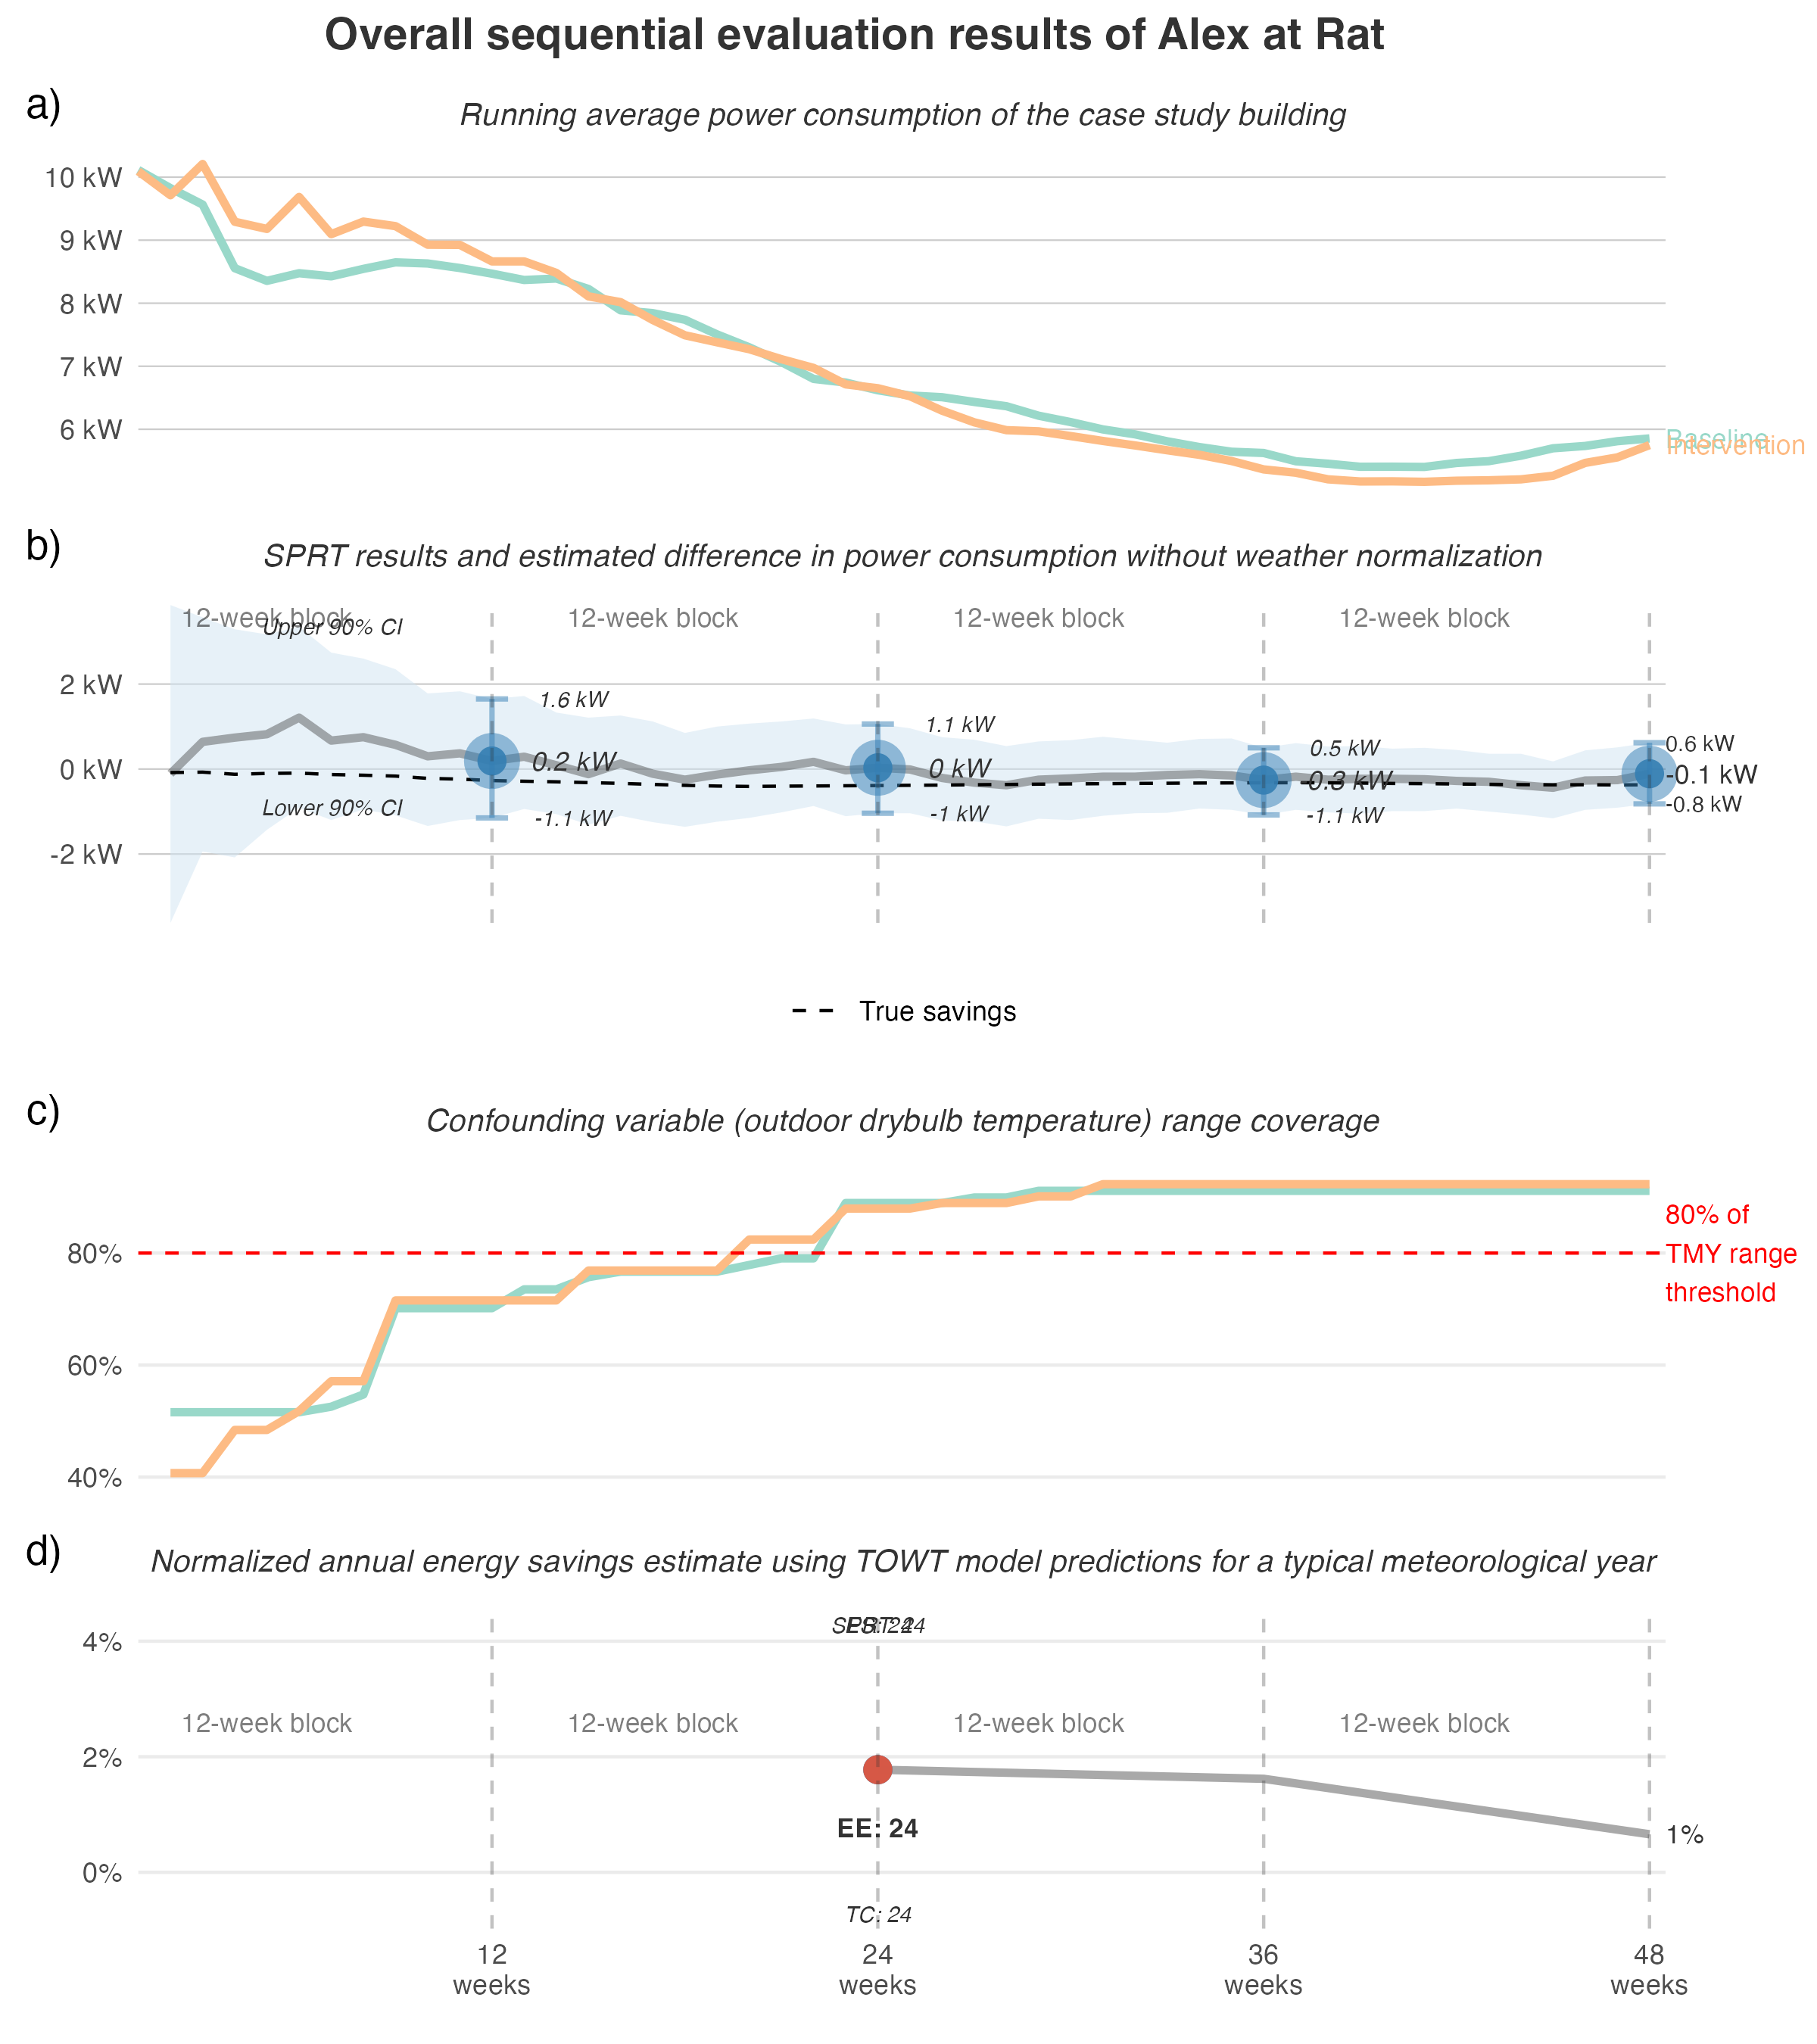 Overall sequential evaluation results of Alex at Rat
a)
Running average power consumption of the case study building
10 kW
9 kW
8 kW
7 kW
6 kW
Baseline
Intervention
b)
SPRT results and estimated difference in power consumption without weather normalization
12-week block
12-week block
12-week block
12-week block
Upper 90% CI
2 kW
1.6 kW
1.1 kW
0.5 kW
0.6 kW
0 kW
0.2 kW
0 kW
-0.3 kW
-0.1 kW
Lower 90% CI
-1.1 kW
-1 kW
-1.1 kW
-0.8 kW
-2 kW
True savings
c)
Confounding variable (outdoor drybulb temperature) range coverage
80%
60%
40%
80% of
TMY range
threshold
d)
Normalized annual energy savings estimate using TOWT model predictions for a typical meteorological year
SPRT: 24
4%
12-week block
12-week block
12-week block
12-week block
2%
EE: 24
1%
0%
TC: 24
12
weeks
24
weeks
36
weeks
48
weeks